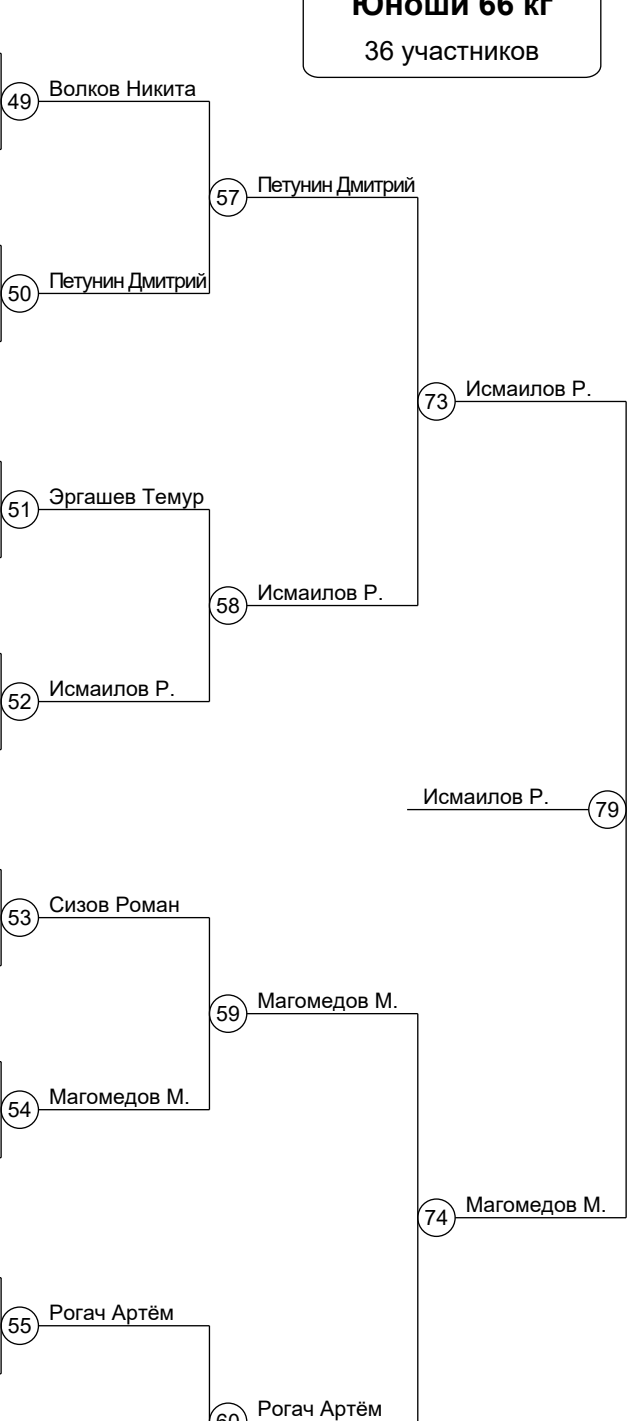 Юноши 66 кг
36 участников
49 Волков Никита
57 Петунин Дмитрий
50 Петунин Дмитрий
73 Исмаилов Р.
51 Эргашев Темур
58 Исмаилов Р.
52 Исмаилов Р.
Исмаилов Р. 79
53 Сизов Роман
59 Магомедов М.
54 Магомедов М.
74 Магомедов М.
55 Рогач Артём
60 Рогач Артём